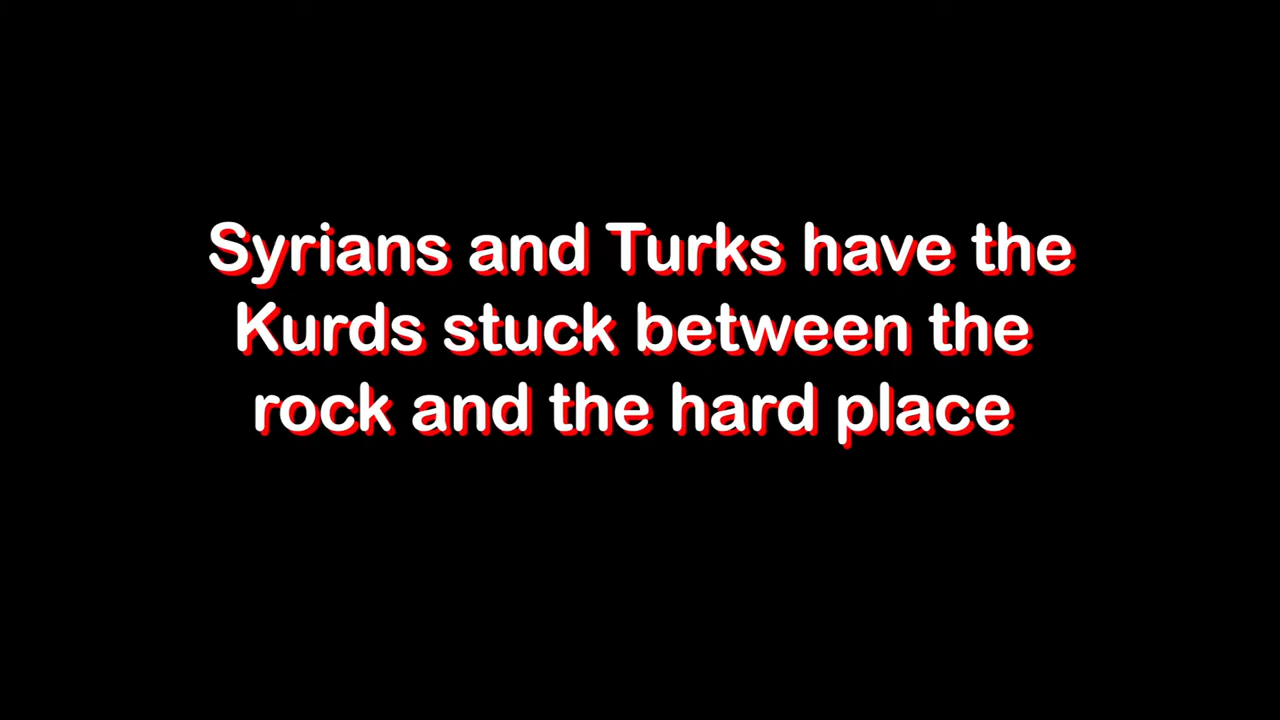 Syrians and Turks have the
Kurds stuck between the
rock and the hard place